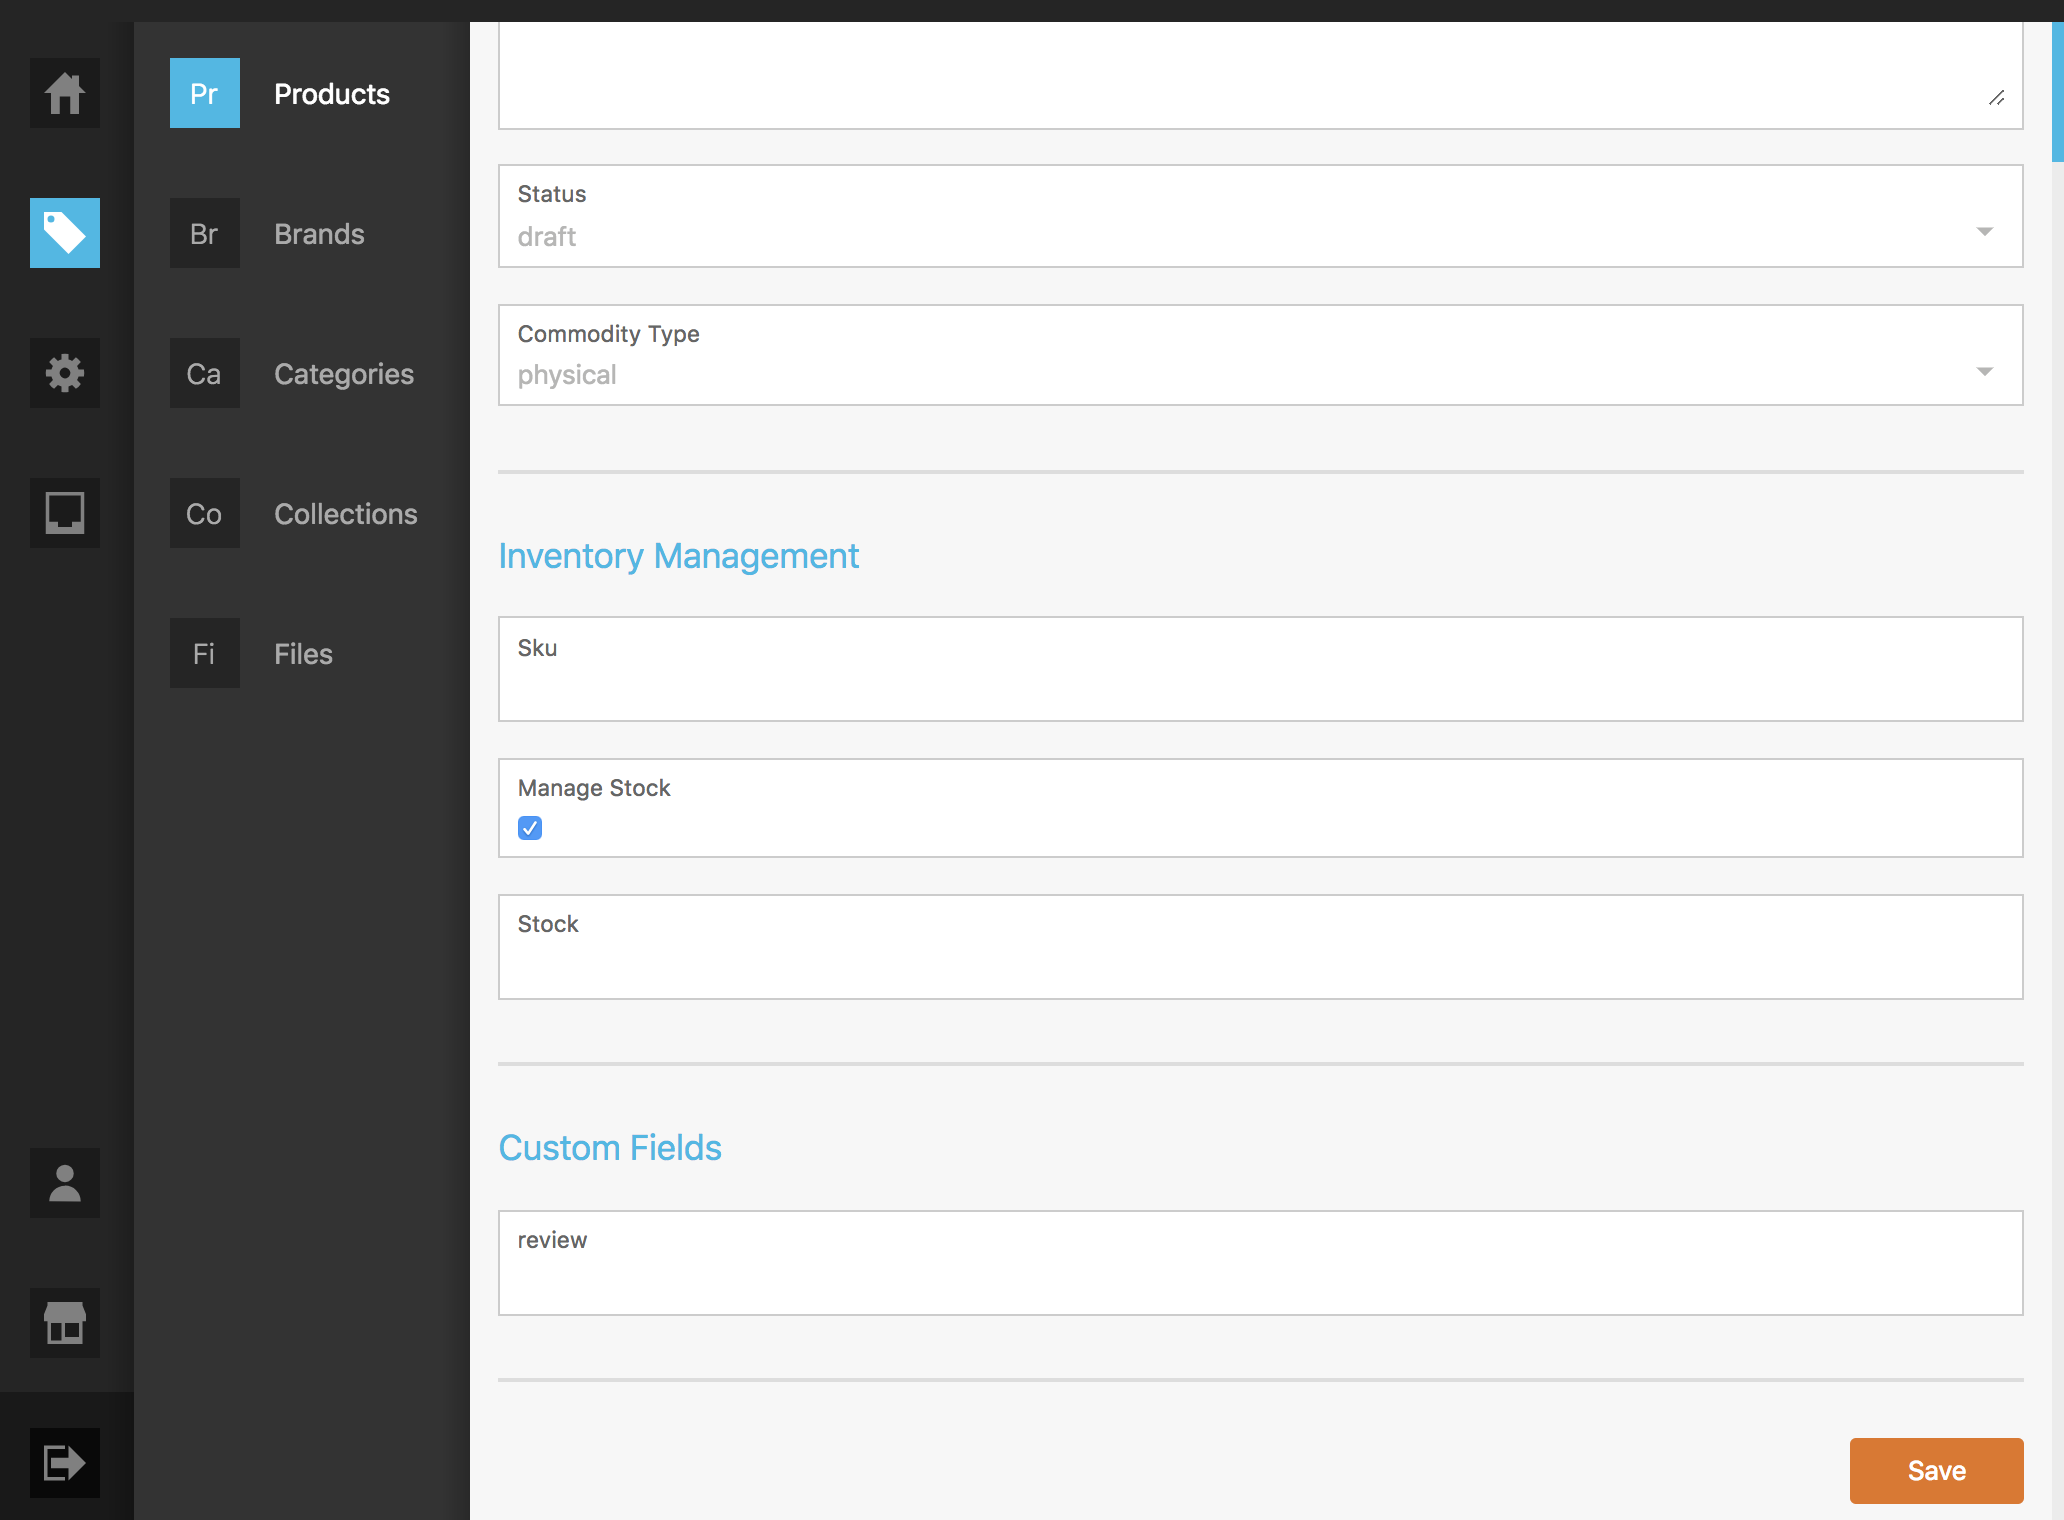 Pr Products
Br Brands
Ca Categories
Co Collections
Fi Files
Status
draft
Commodity Type
physical
Inventory Management
Sku
Manage Stock
Stock
Custom Fields
review
Save